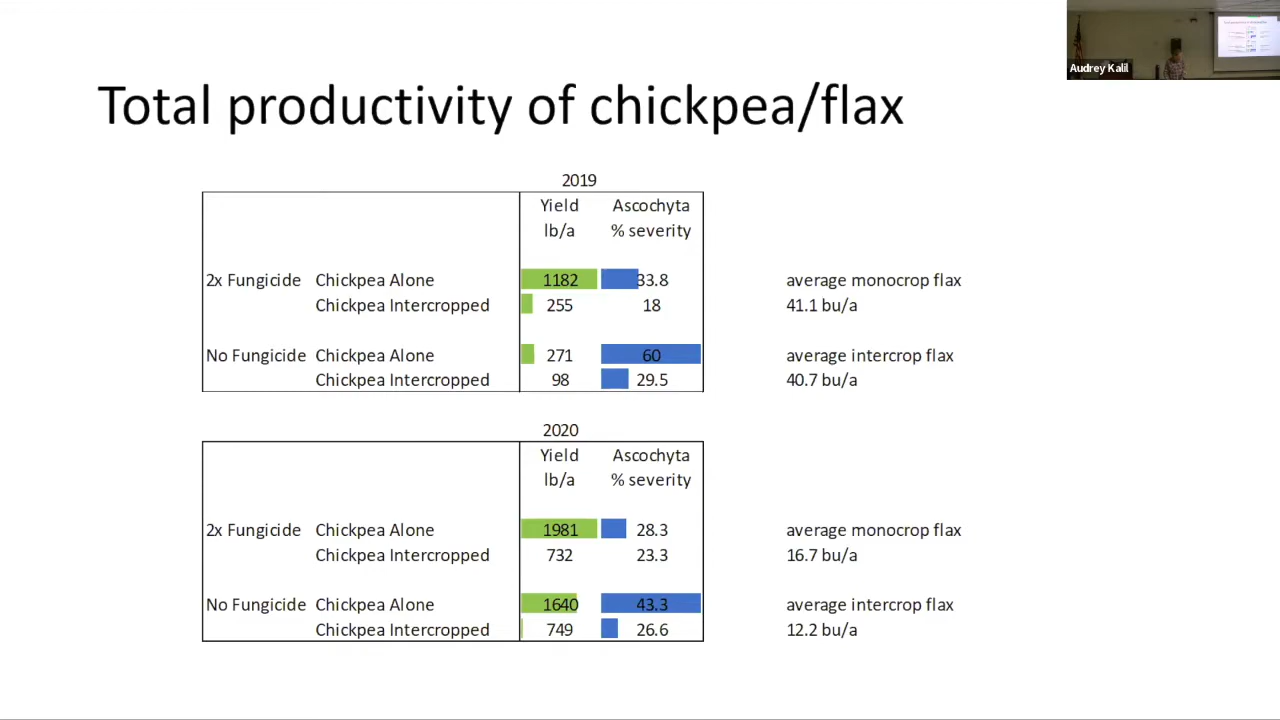 Audrey Kalil
Total productivity of chickpea/flax
2019
Yield Ascochyta
lb/a % severity
2x Fungicide Chickpea Alone 1182 33.8 average monocrop flax
Chickpea Intercropped 255 18 41.1 bu/a
No Fungicide Chickpea Alone 271 60 average intercrop flax
Chickpea Intercropped 98 29.5 40.7 bu/a
2020
Yield Ascochyta
lb/a % severity
2x Fungicide Chickpea Alone 1981 28.3 average monocrop flax
Chickpea Intercropped 732 23.3 16.7 bu/a
No Fungicide Chickpea Alone 1640 43.3 average intercrop flax
Chickpea Intercropped 749 26.6 12.2 bu/a